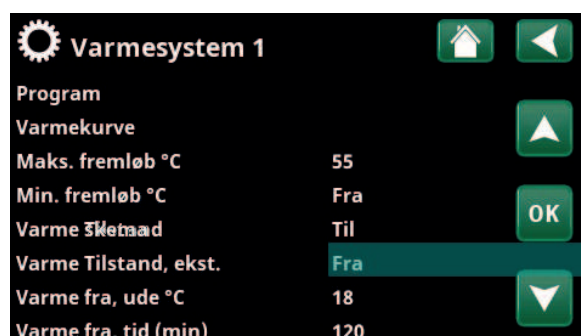 Varmesystem 1
Program
Varmekurve
Maks. fremløb °C 55
Min. fremløb °C Fra
Varme Til
Varme Tilstand, ekst. Fra
OK
Varme fra, ude °C 18
Varme fra, tid (min) 120